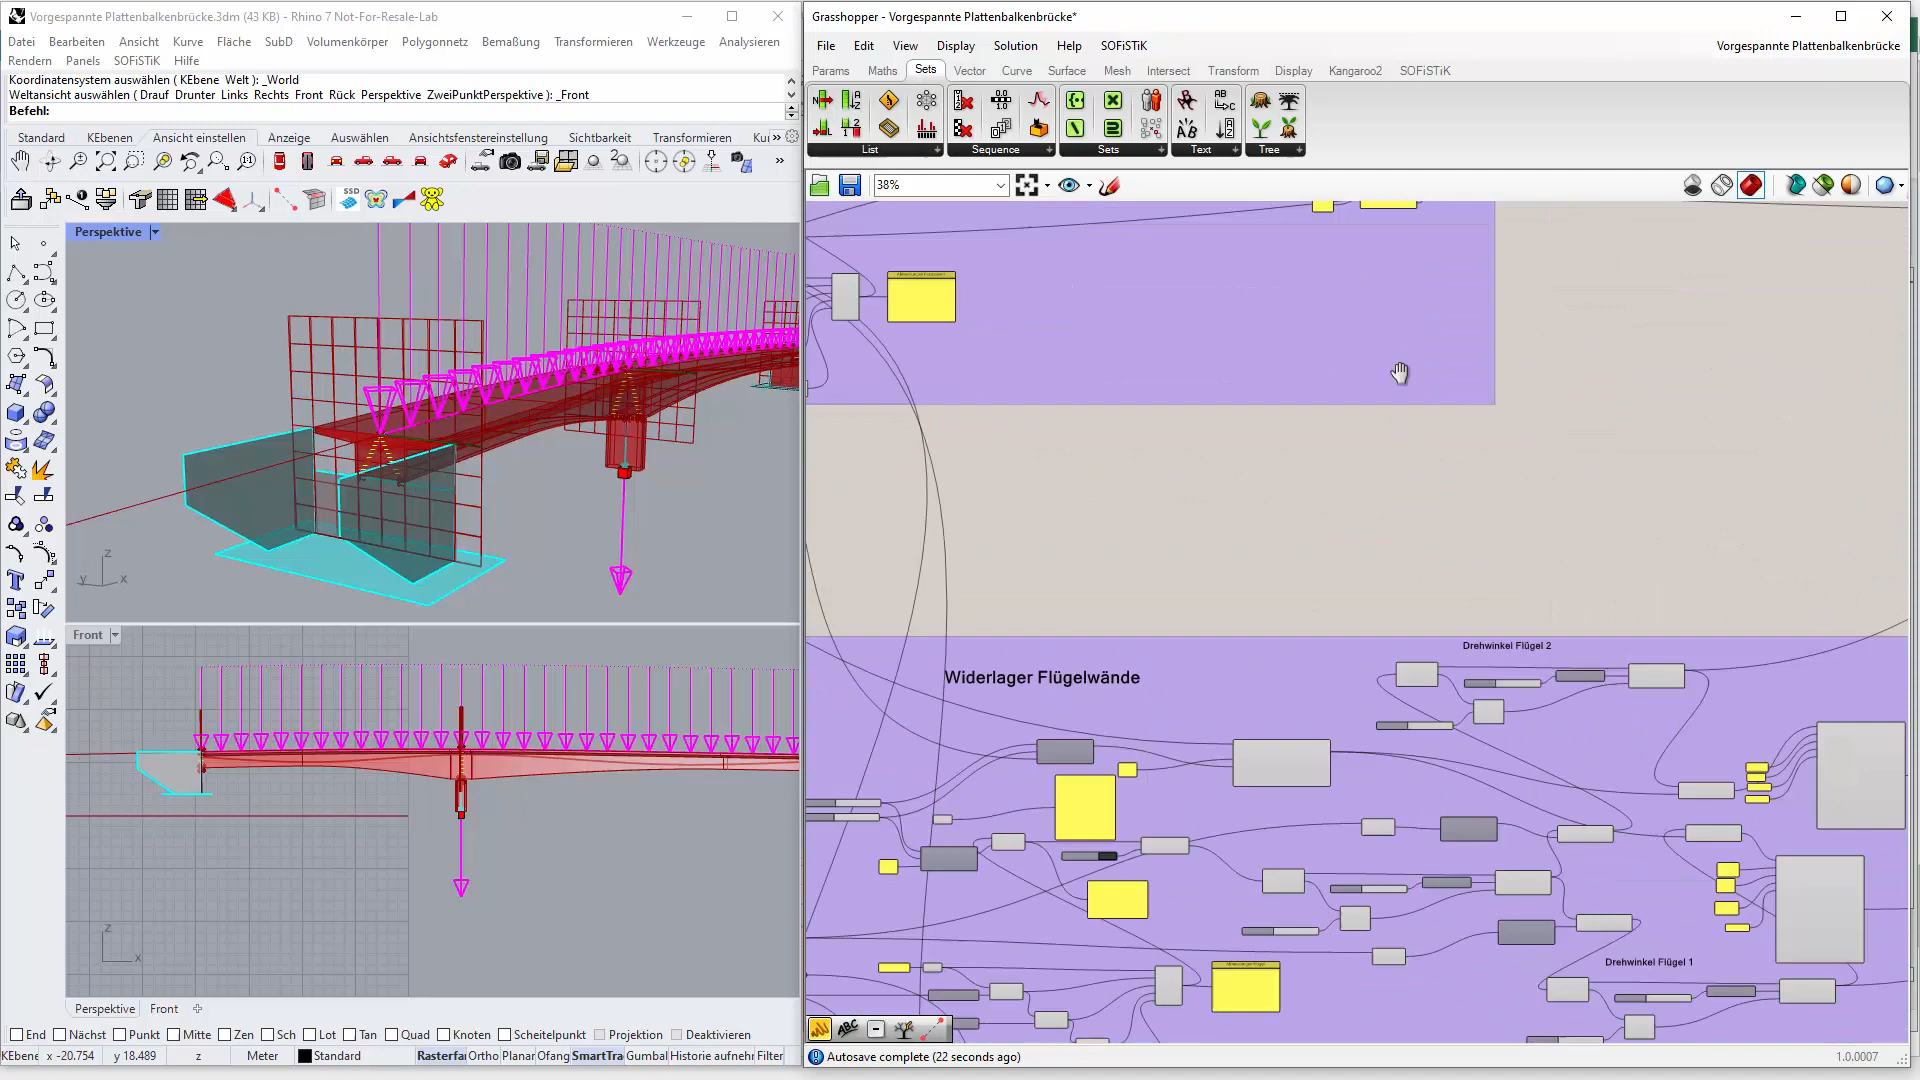 Vorgespannte Plattenbalkenbrücke.3dm (43 KB) - Rhino 7 Not-For-Resale-Lab
Datei Bearbeiten Ansicht Kurve Fläche SubD Volumenkörper Polygonnetz Bemaßung Transformieren Werkzeuge Analysieren
Rendern Panels SOFiSTiK Hilfe
Koordinatensystem auswählen ( KEbene Welt ): _World
Weltansicht auswählen ( Drauf Drunter Links Rechts Front Rück Perspektive ZweiPunktPerspektive ): _Front
Befehl:
Standard KEbenen Ansicht einstellen Anzeige Auswählen Ansichtsfenstereinstellung Sichtbarkeit Transformieren Ku
SSD
Perspektive
z
y x
Front
z
x
Perspektive Front
End Nächst Punkt Mitte Zen Sch Lot Tan Quad Knoten Scheitelpunkt Projektion Deaktivieren
KEbene x -20.754 y 18.489 z Meter Standard Rasterfa Ortho Planar Ofang SmartTra Gumbal Historie aufnehr Filter
Grasshopper - Vorgespannte Plattenbalkenbrücke*
File Edit View Display Solution Help SOFiSTiK
Vorgespannte Plattenbalkenbrücke
Params Maths Sets Vector Curve Surface Mesh Intersect Transform Display Kangaroo2 SOFiSTiK
List Sequence Sets Text Tree
38%
Drehwinkel Flügel 2
Widerlager Flügelwände
Drehwinkel Flügel 1
Autosave complete (22 seconds ago)
1.0.0007